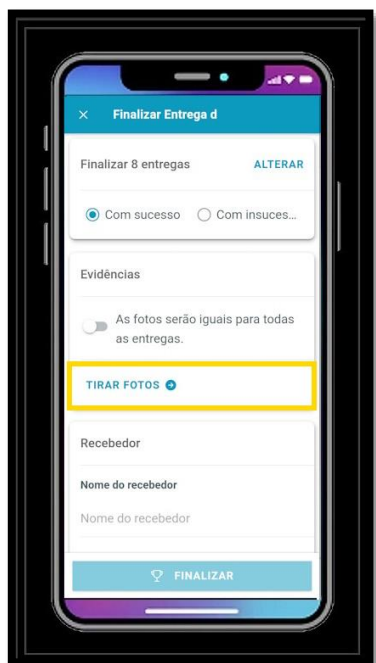 Finalizar Entrega d
Finalizar 8 entregas ALTERAR
Com sucesso Com insuces...
Evidências
As fotos serão iguais para todas
as entregas.
TIRAR FOTOS
Recebedor
Nome do recebedor
Nome do recebedor
FINALIZAR